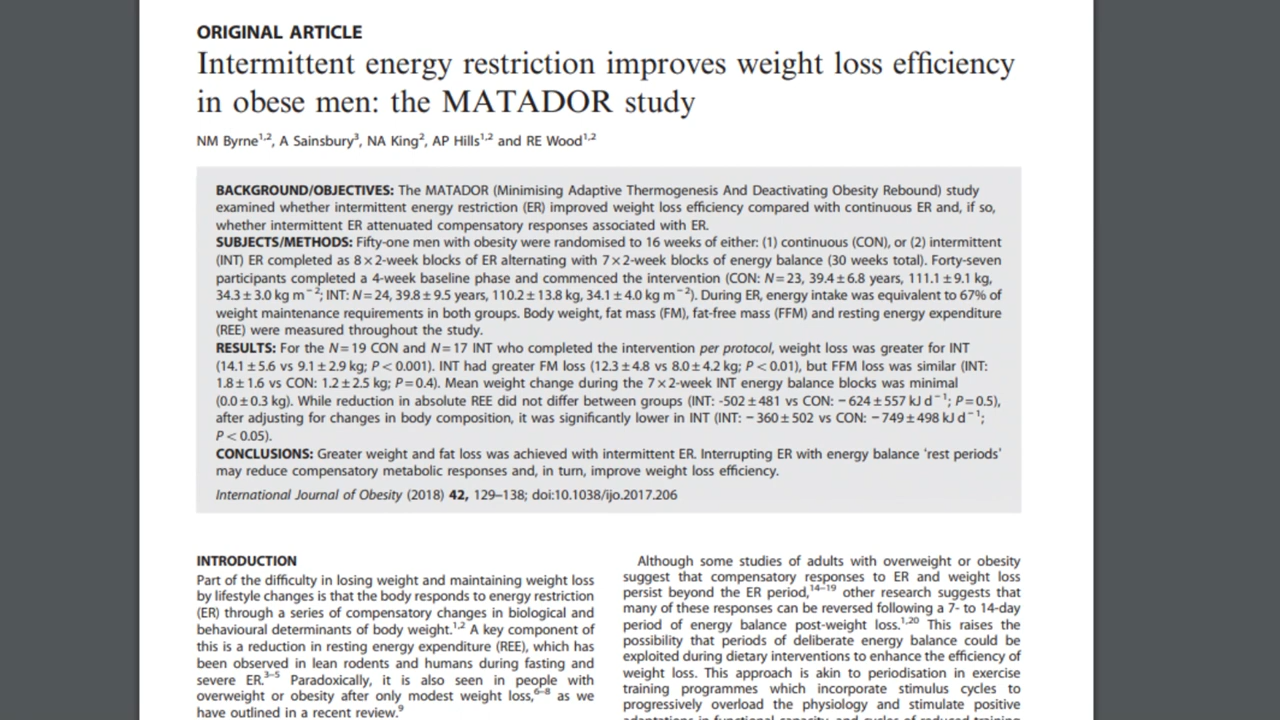 ORIGINAL ARTICLE
Intermittent energy restriction improves weight loss efficiency
in obese men: the MATADOR study
NM Byrne1,2, A Sainsbury3, NA King2, AP Hills1,2 and RE Wood1,2
BACKGROUND/OBJECTIVES: The MATADOR (Minimising Adaptive Thermogenesis And Deactivating Obesity Rebound) study
examined whether intermittent energy restriction (ER) improved weight loss efficiency compared with continuous ER and, if so,
whether intermittent ER attenuated compensatory responses associated with ER.
SUBJECTS/METHODS: Fifty-one men with obesity were randomised to 16 weeks of either: (1) continuous (CON), or (2) intermittent
(INT) ER completed as 8 × 2-week blocks of ER alternating with 7 × 2-week blocks of energy balance (30 weeks total). Forty-seven
participants completed a 4-week baseline phase and commenced the intervention (CON: N = 23, 39.4 ± 6.8 years, 111.1 ± 9.1 kg,
34.3 ± 3.0 kg m−2; INT: N = 24, 39.8 ± 9.5 years, 110.2 ± 13.8 kg, 34.1 ± 4.0 kg m−2). During ER, energy intake was equivalent to 67% of
weight maintenance requirements in both groups. Body weight, fat mass (FM), fat-free mass (FFM) and resting energy expenditure
(REE) were measured throughout the study.
RESULTS: For the N = 19 CON and N = 17 INT who completed the intervention per protocol, weight loss was greater for INT
(14.1 ± 5.6 vs 9.1 ± 2.9 kg; P < 0.001). INT had greater FM loss (12.3 ± 4.8 vs 8.0 ± 4.2 kg; P < 0.01), but FFM loss was similar (INT:
1.8 ± 1.6 vs CON: 1.2 ± 2.5 kg; P = 0.4). Mean weight change during the 7 × 2-week INT energy balance blocks was minimal
(0.0 ± 0.3 kg). While reduction in absolute REE did not differ between groups (INT: -502 ± 481 vs CON: − 624 ± 557 kJ d−1; P = 0.5),
after adjusting for changes in body composition, it was significantly lower in INT (INT: − 360 ± 502 vs CON: − 749 ± 498 kJ d−1;
P < 0.05).
CONCLUSIONS: Greater weight and fat loss was achieved with intermittent ER. Interrupting ER with energy balance ‘rest periods’
may reduce compensatory metabolic responses and, in turn, improve weight loss efficiency.
International Journal of Obesity (2018) 42, 129–138; doi:10.1038/ijo.2017.206
INTRODUCTION
Part of the difficulty in losing weight and maintaining weight loss
by lifestyle changes is that the body responds to energy restriction
(ER) through a series of compensatory changes in biological and
behavioural determinants of body weight.1,2 A key component of
this is a reduction in resting energy expenditure (REE), which has
been observed in lean rodents and humans during fasting and
severe ER.3–5 Paradoxically, it is also seen in people with
overweight or obesity after only modest weight loss,6–8 as we
have outlined in a recent review.9
Although some studies of adults with overweight or obesity
suggest that compensatory responses to ER and weight loss
persist beyond the ER period,14–19 other research suggests that
many of these responses can be reversed following a 7- to 14-day
period of energy balance post-weight loss.1,20 This raises the
possibility that periods of deliberate energy balance could be
exploited during dietary interventions to enhance the efficiency of
weight loss. This approach is akin to periodisation in exercise
training programmes which incorporate stimulus cycles to
progressively overload the physiology and stimulate positive
adaptations in functional capacity, and cycles of reduced training